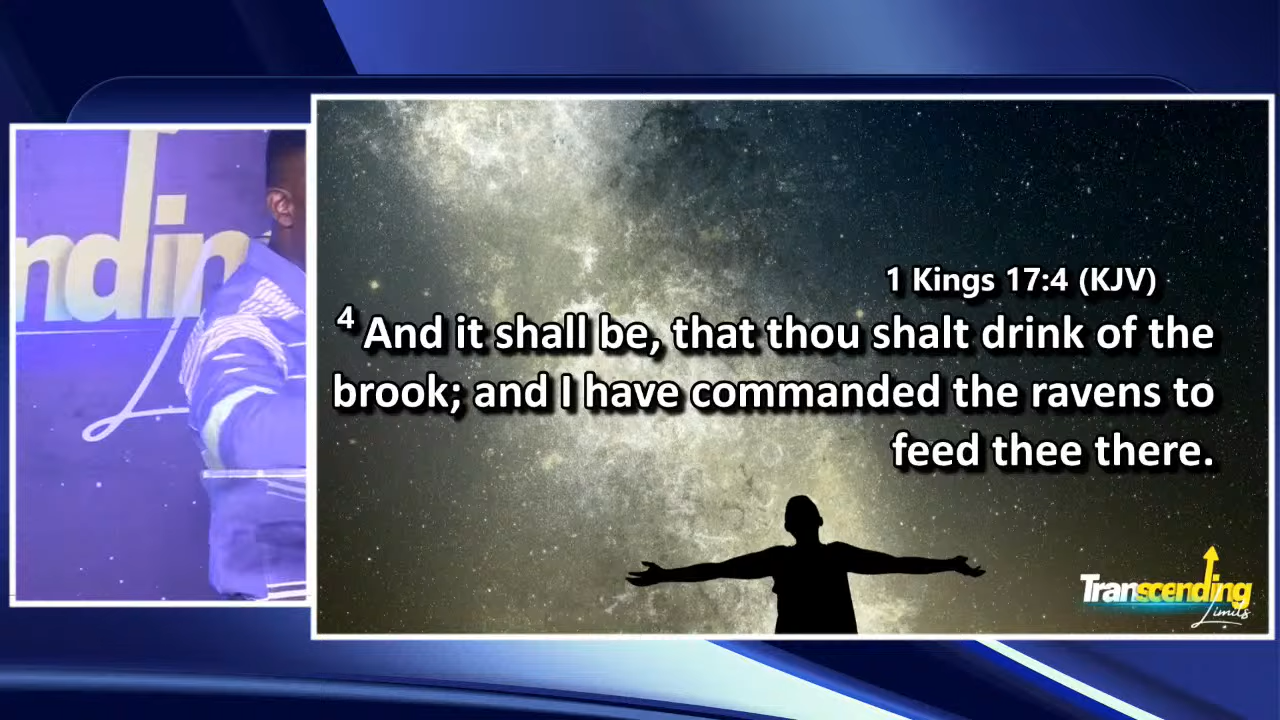 ndin
1 Kings 17:4 (KJV)
4 And it shall be, that thou shalt drink of the
brook; and I have commanded the ravens to
feed thee there.
Transcending
Limits